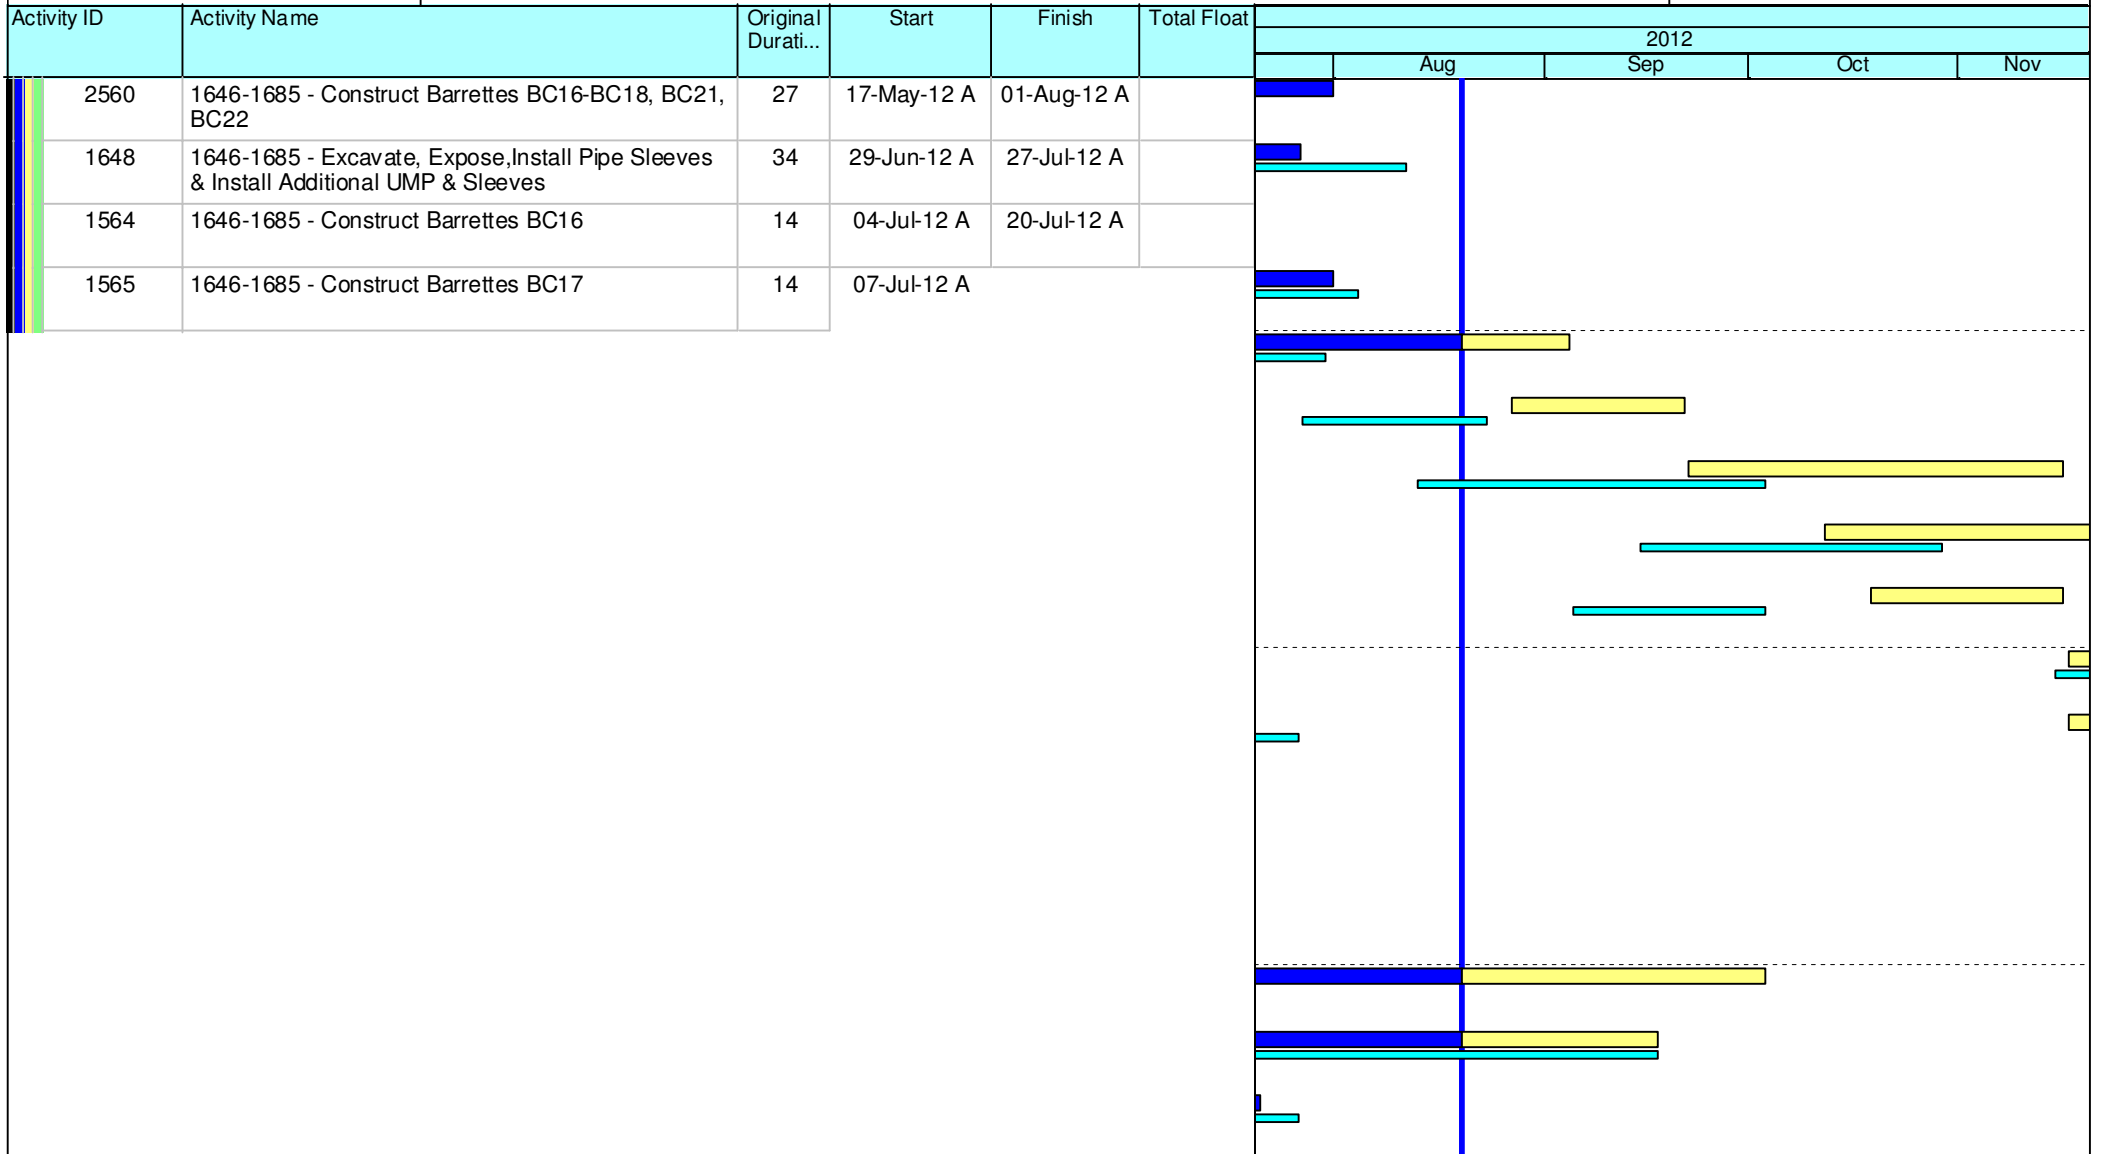 Activity ID Activity Name Original Start Finish Total Float
Durati...
2012
Aug Sep Oct Nov
2560 1646-1685 - Construct Barrettes BC16-BC18, BC21, 27 17-May-12 A 01-Aug-12 A
BC22
1648 1646-1685 - Excavate, Expose,Install Pipe Sleeves 34 29-Jun-12 A 27-Jul-12 A
& Install Additional UMP & Sleeves
1564 1646-1685 - Construct Barrettes BC16 14 04-Jul-12 A 20-Jul-12 A
1565 1646-1685 - Construct Barrettes BC17 14 07-Jul-12 A